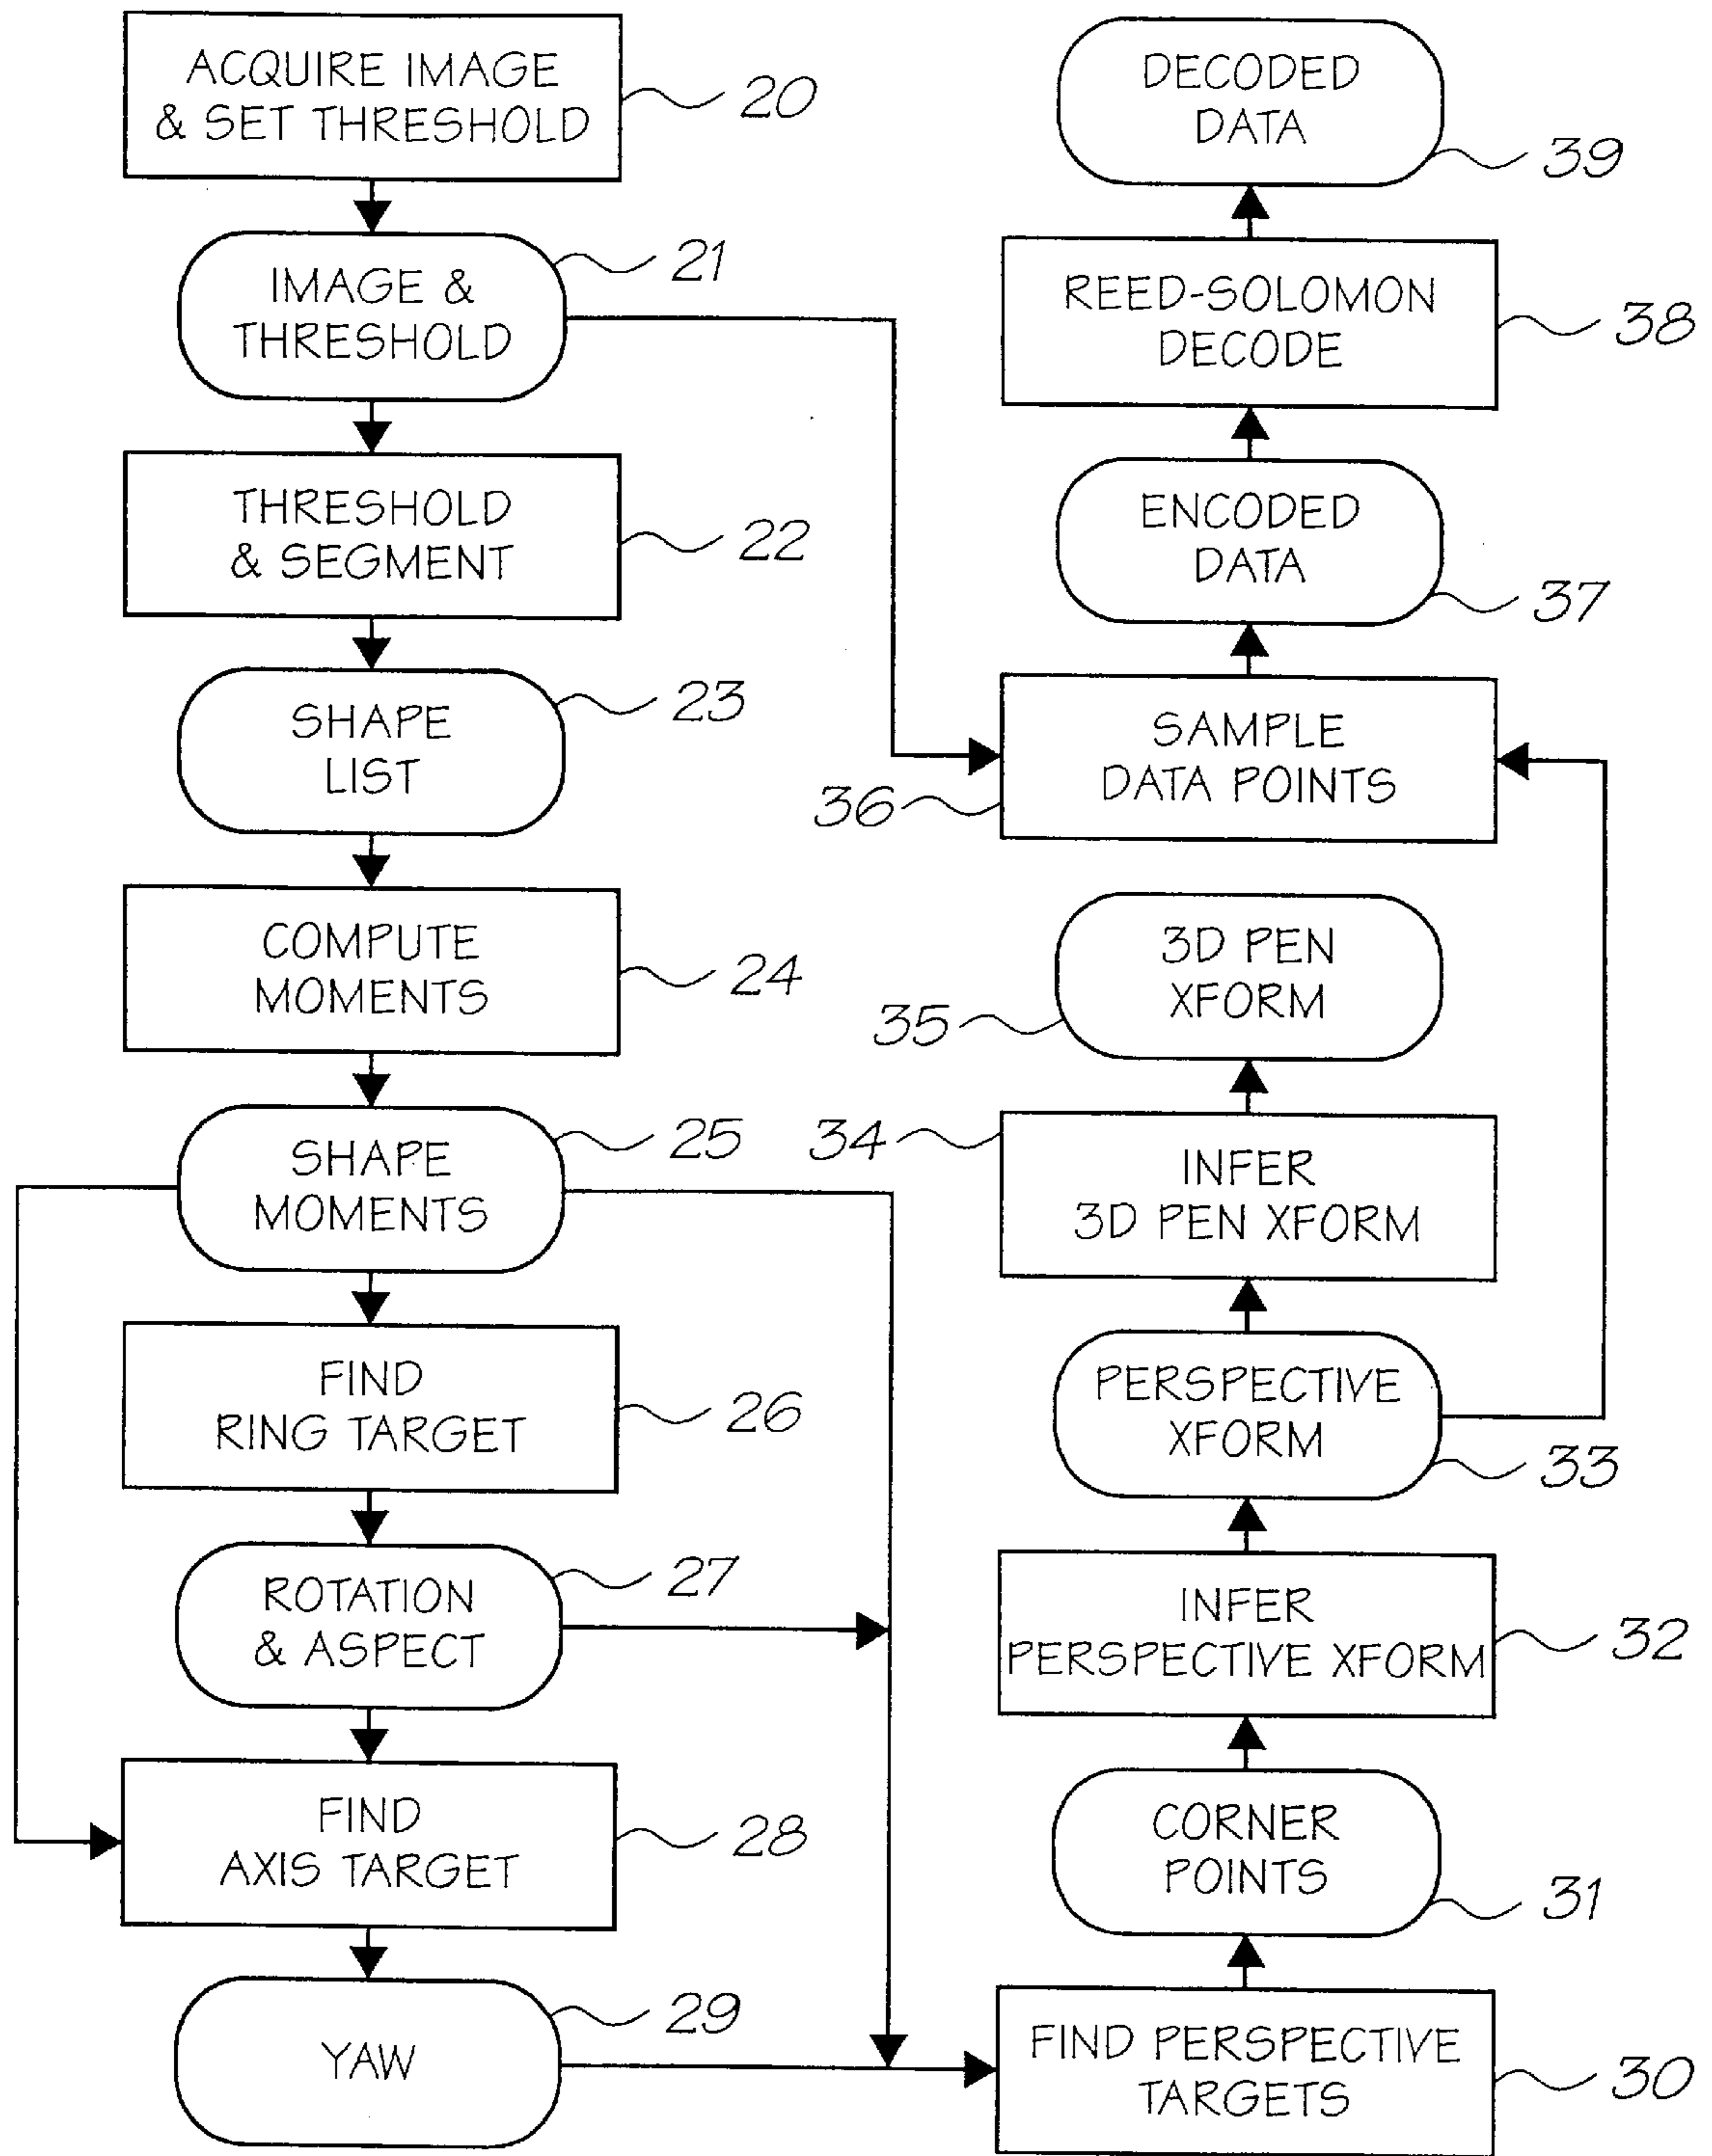 ACQUIRE IMAGE
& SET THRESHOLD
20
IMAGE &
THRESHOLD
21
THRESHOLD
& SEGMENT
22
SHAPE
LIST
23
COMPUTE
MOMENTS
24
SHAPE
MOMENTS
25
FIND
RING TARGET
26
ROTATION
& ASPECT
27
FIND
AXIS TARGET
28
YAW
29
DECODED
DATA
39
REED-SOLOMON
DECODE
38
ENCODED
DATA
37
SAMPLE
DATA POINTS
36
3D PEN
XFORM
35
INFER
3D PEN XFORM
34
PERSPECTIVE
XFORM
33
INFER
PERSPECTIVE XFORM
32
CORNER
POINTS
31
FIND PERSPECTIVE
TARGETS
30